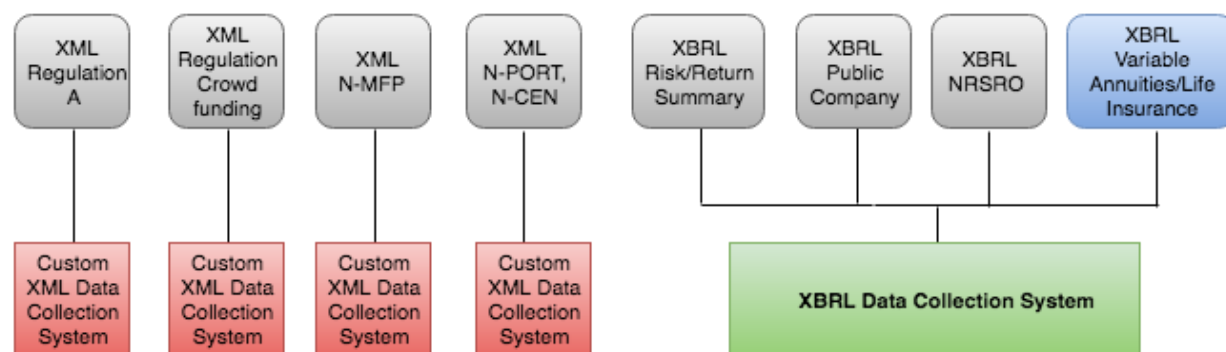 XML
Regulation
A
XML
Regulation
Crowd
funding
XML
N-MFP
XML
N-PORT,
N-CEN
XBRL
Risk/Return
Summary
XBRL
Public
Company
XBRL
NRSRO
XBRL
Variable
Annuities/Life
Insurance
Custom
XML Data
Collection
System
Custom
XML Data
Collection
System
Custom
XML Data
Collection
System
Custom
XML Data
Collection
System
XBRL Data Collection System